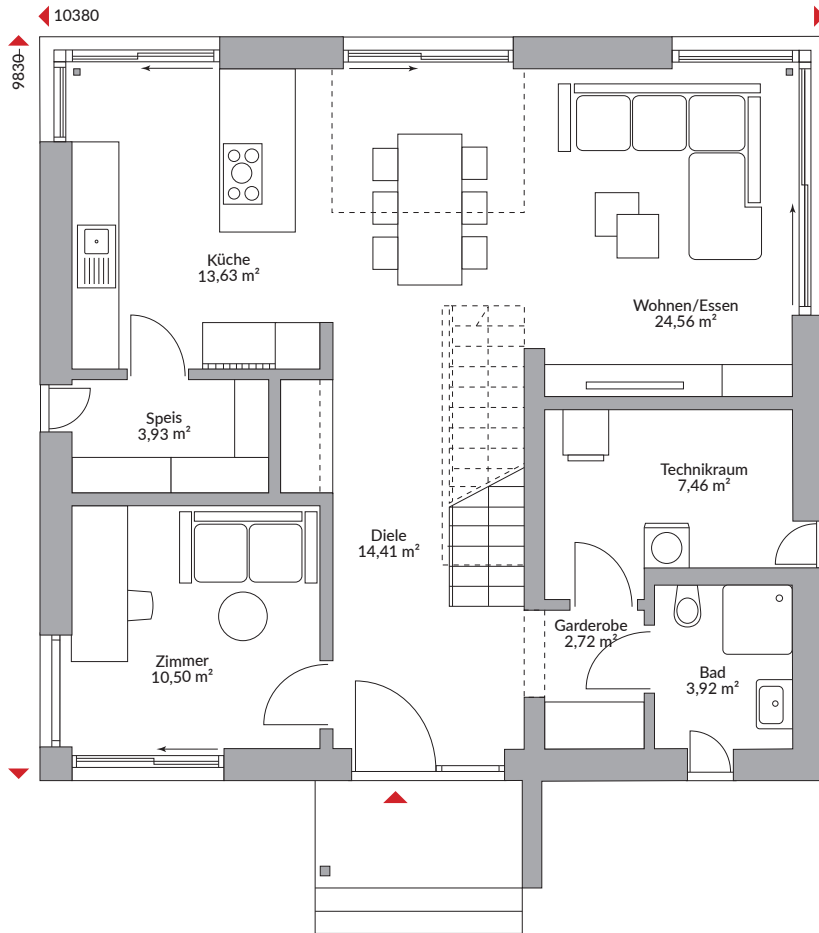 10380
9830
Küche
13,63 m²
Wohnen/Essen
24,56 m²
Speis
3,93 m²
Technikraum
7,46 m²
Diele
14,41 m²
Garderobe
2,72 m²
Zimmer
10,50 m²
Bad
3,92 m²